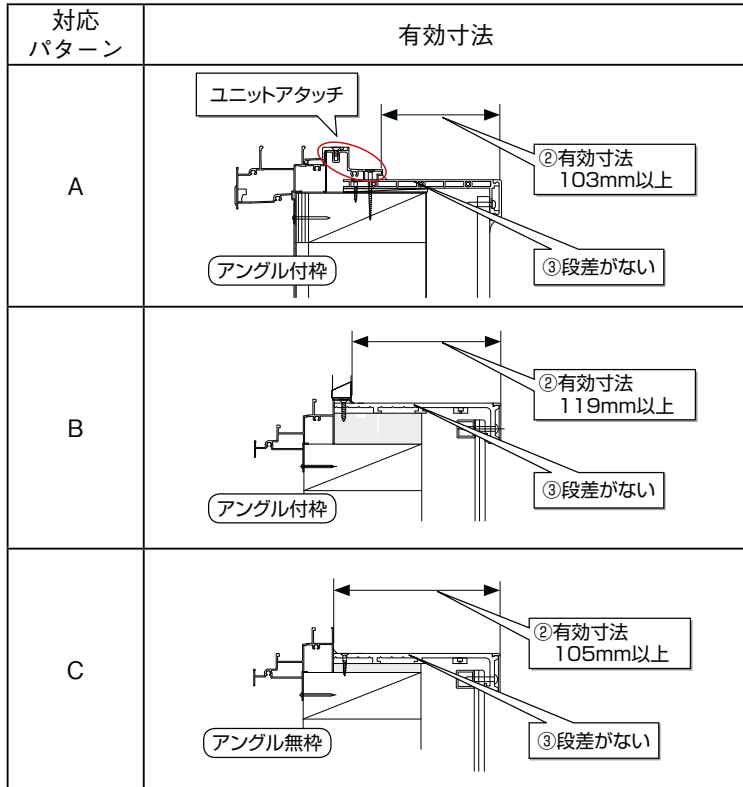 対応
パターン
有効寸法
A
ユニットアタッチ
②有効寸法
103mm以上
③段差がない
アングル付枠
B
②有効寸法
119mm以上
③段差がない
アングル付枠
C
②有効寸法
105mm以上
③段差がない
アングル無枠